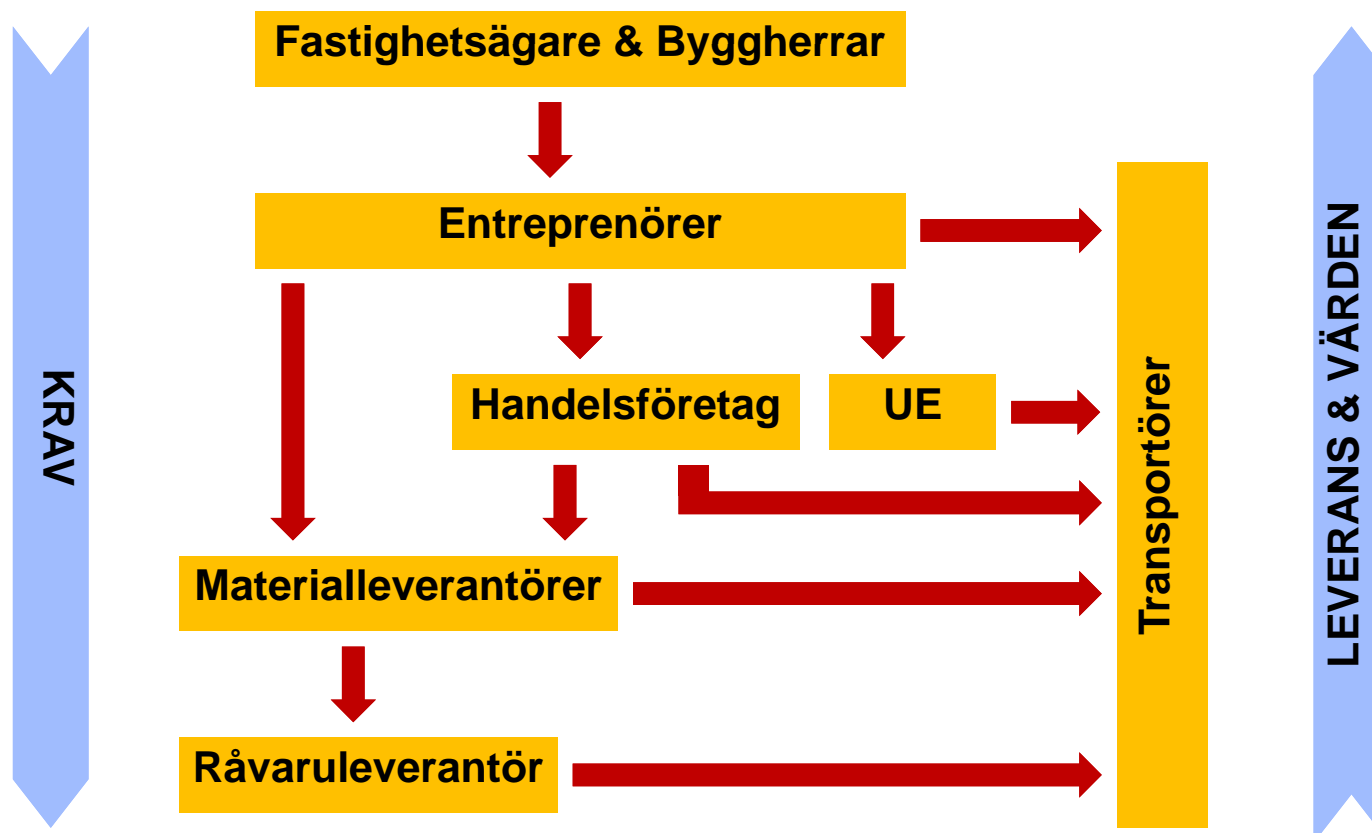 Fastighetsägare & Byggherrar
Entreprenörer
Handelsföretag
UE
Materialleverantörer
Råvaruleverantör
Transportörer
KRAV
LEVERANS & VÄRDEN